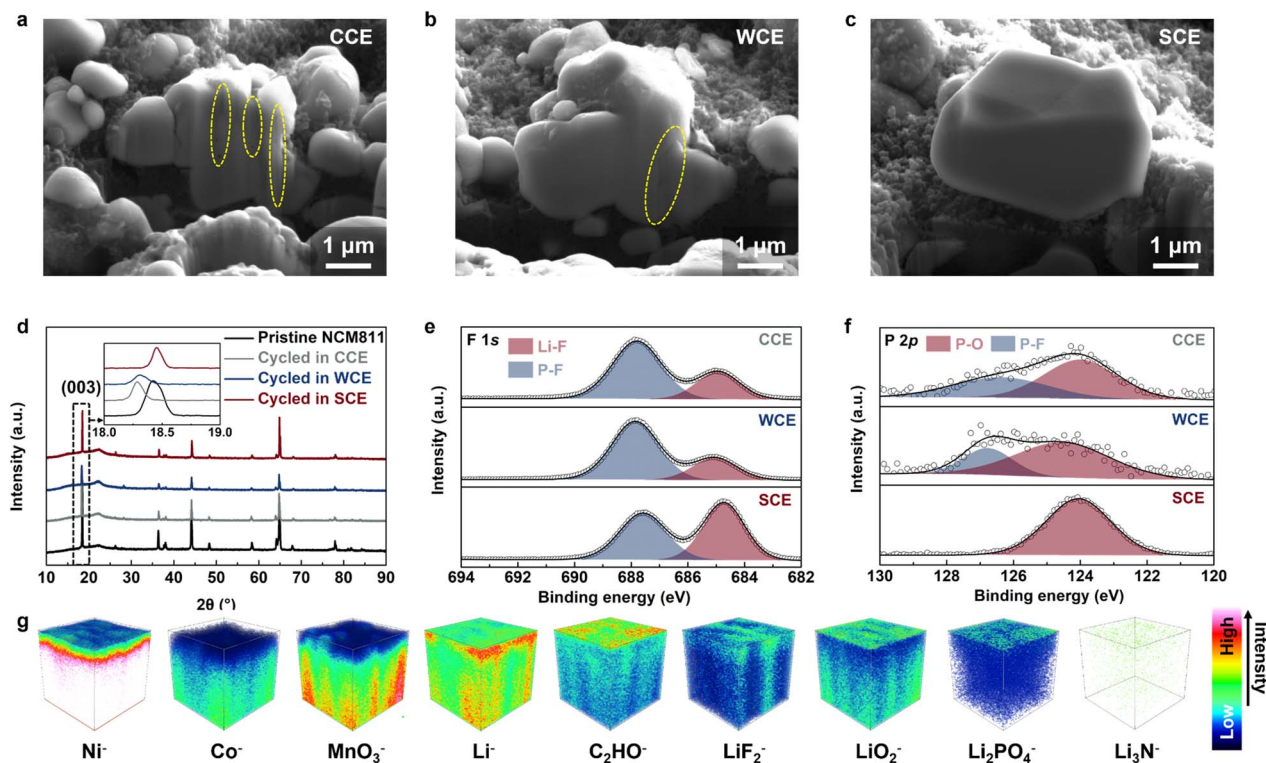 a
CCE
1 μm
b
WCE
1 μm
c
SCE
1 μm
d
Pristine NCM811
Cycled in CCE
Cycled in WCE
Cycled in SCE
(003)
18.0 18.5 19.0
Intensity (a.u.)
10 20 30 40 50 60 70 80 90
2θ (°)
e
F 1s
CCE
Li-F
P-F
WCE
SCE
Intensity (a.u.)
694 692 690 688 686 684 682
Binding energy (eV)
f
P 2p
P-O P-F
CCE
WCE
SCE
Intensity (a.u.)
130 128 126 124 122 120
Binding energy (eV)
g
Ni⁻
Co⁻
MnO₃⁻
Li⁻
C₂HO⁻
LiF₂⁻
LiO₂⁻
Li₂PO₄⁻
Li₃N⁻
High
Low
Intensity